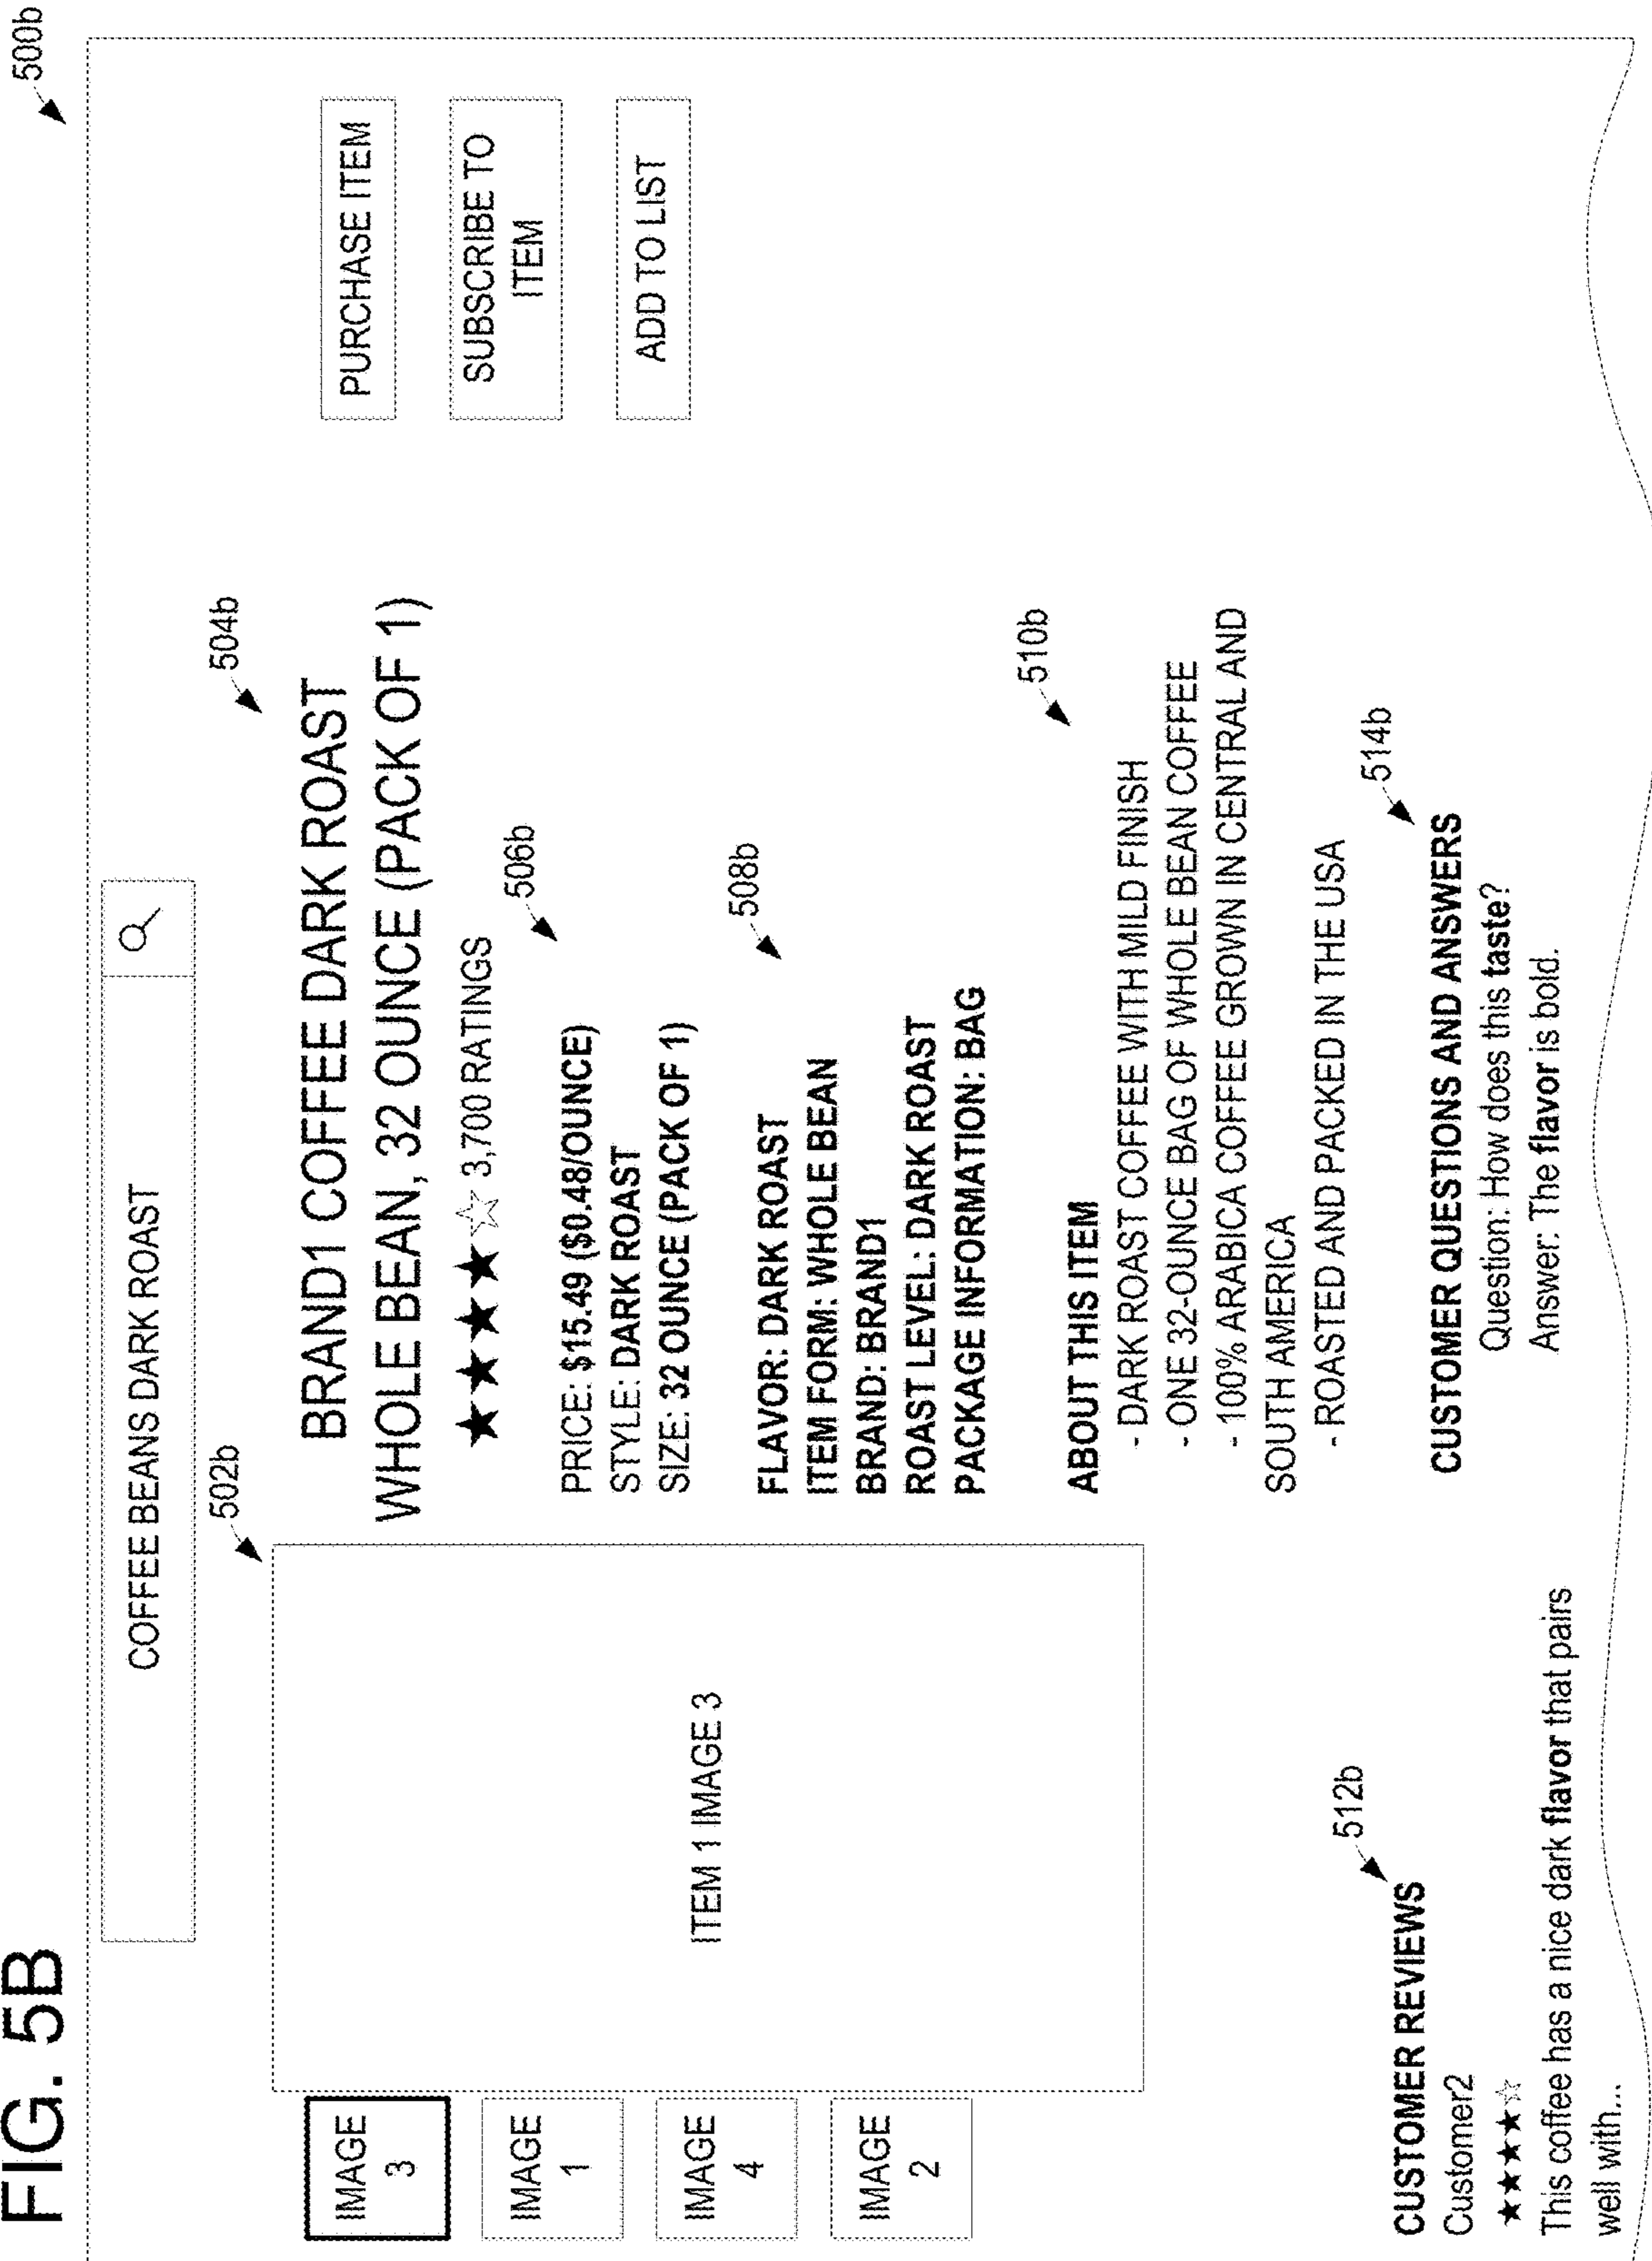 FIG. 5B
500b
COFFEE BEANS DARK ROAST
502b
504b
IMAGE
3
IMAGE
1
IMAGE
4
IMAGE
2
ITEM 1 IMAGE 3
BRAND1 COFFEE DARK ROAST
WHOLE BEAN, 32 OUNCE (PACK OF 1)
★★★★☆ 3,700 RATINGS
506b
PRICE: $15.49 ($0.48/OUNCE)
STYLE: DARK ROAST
SIZE: 32 OUNCE (PACK OF 1)
508b
FLAVOR: DARK ROAST
ITEM FORM: WHOLE BEAN
BRAND: BRAND1
ROAST LEVEL: DARK ROAST
PACKAGE INFORMATION: BAG
510b
ABOUT THIS ITEM
- DARK ROAST COFFEE WITH MILD FINISH
- ONE 32-OUNCE BAG OF WHOLE BEAN COFFEE
- 100% ARABICA COFFEE GROWN IN CENTRAL AND
SOUTH AMERICA
- ROASTED AND PACKED IN THE USA
PURCHASE ITEM
SUBSCRIBE TO
ITEM
ADD TO LIST
512b
CUSTOMER REVIEWS
Customer2
★★★★☆
This coffee has a nice dark flavor that pairs
well with...
514b
CUSTOMER QUESTIONS AND ANSWERS
Question: How does this taste?
Answer: The flavor is bold.